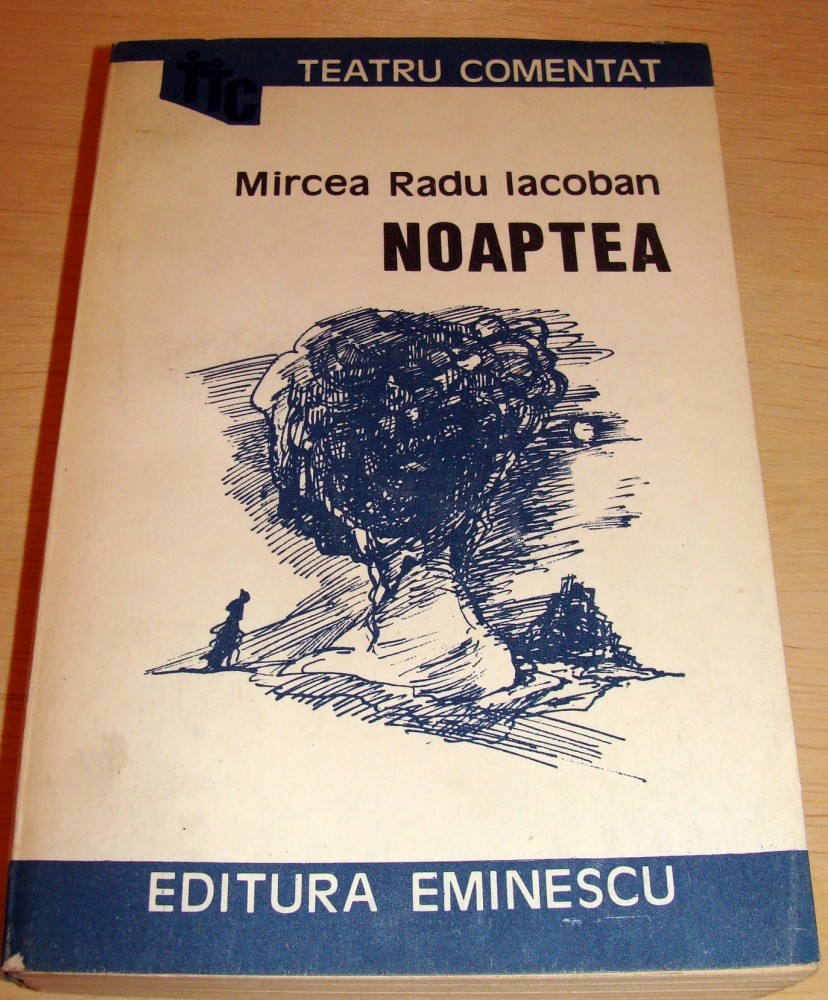 TTC TEATRU COMENTAT
Mircea Radu Iacoban
NOAPTEA
EDITURA EMINESCU